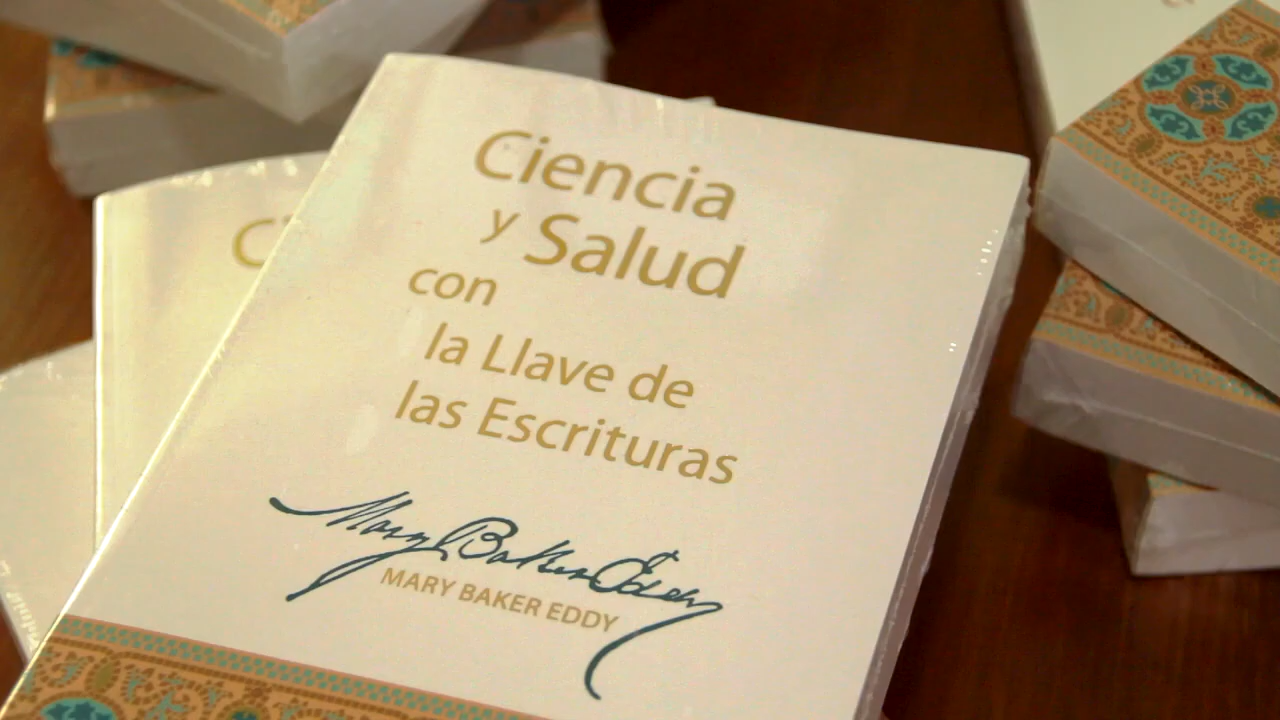 Ciencia
y Salud
con
la Llave de
las Escrituras
Mary Baker Eddy
MARY BAKER EDDY